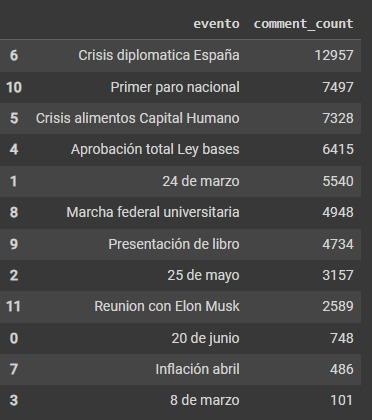 evento comment_count
6 Crisis diplomatica España 12957
10 Primer paro nacional 7497
5 Crisis alimentos Capital Humano 7328
4 Aprobación total Ley bases 6415
1 24 de marzo 5540
8 Marcha federal universitaria 4948
9 Presentación de libro 4734
2 25 de mayo 3157
11 Reunion con Elon Musk 2589
0 20 de junio 748
7 Inflación abril 486
3 8 de marzo 101